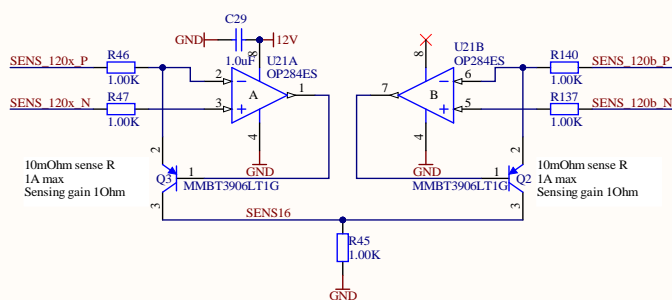 C29
GND
12V
1.0uF
U21A
OP284ES
SENS_120x_P
R46
1.00K
8
2
A
1
SENS_120x_N
R47
1.00K
3
4
GND
2
10mOhm sense R
1A max
Sensing gain 1Ohm
Q3
1
MMBT3906LT1G
3
8
U21B
OP284ES
R140
SENS_120b_P
1.00K
7
B
6
R137
SENS_120b_N
1.00K
5
4
GND
2
10mOhm sense R
1A max
Sensing gain 1Ohm
1
Q2
MMBT3906LT1G
3
SENS16
R45
1.00K
GND